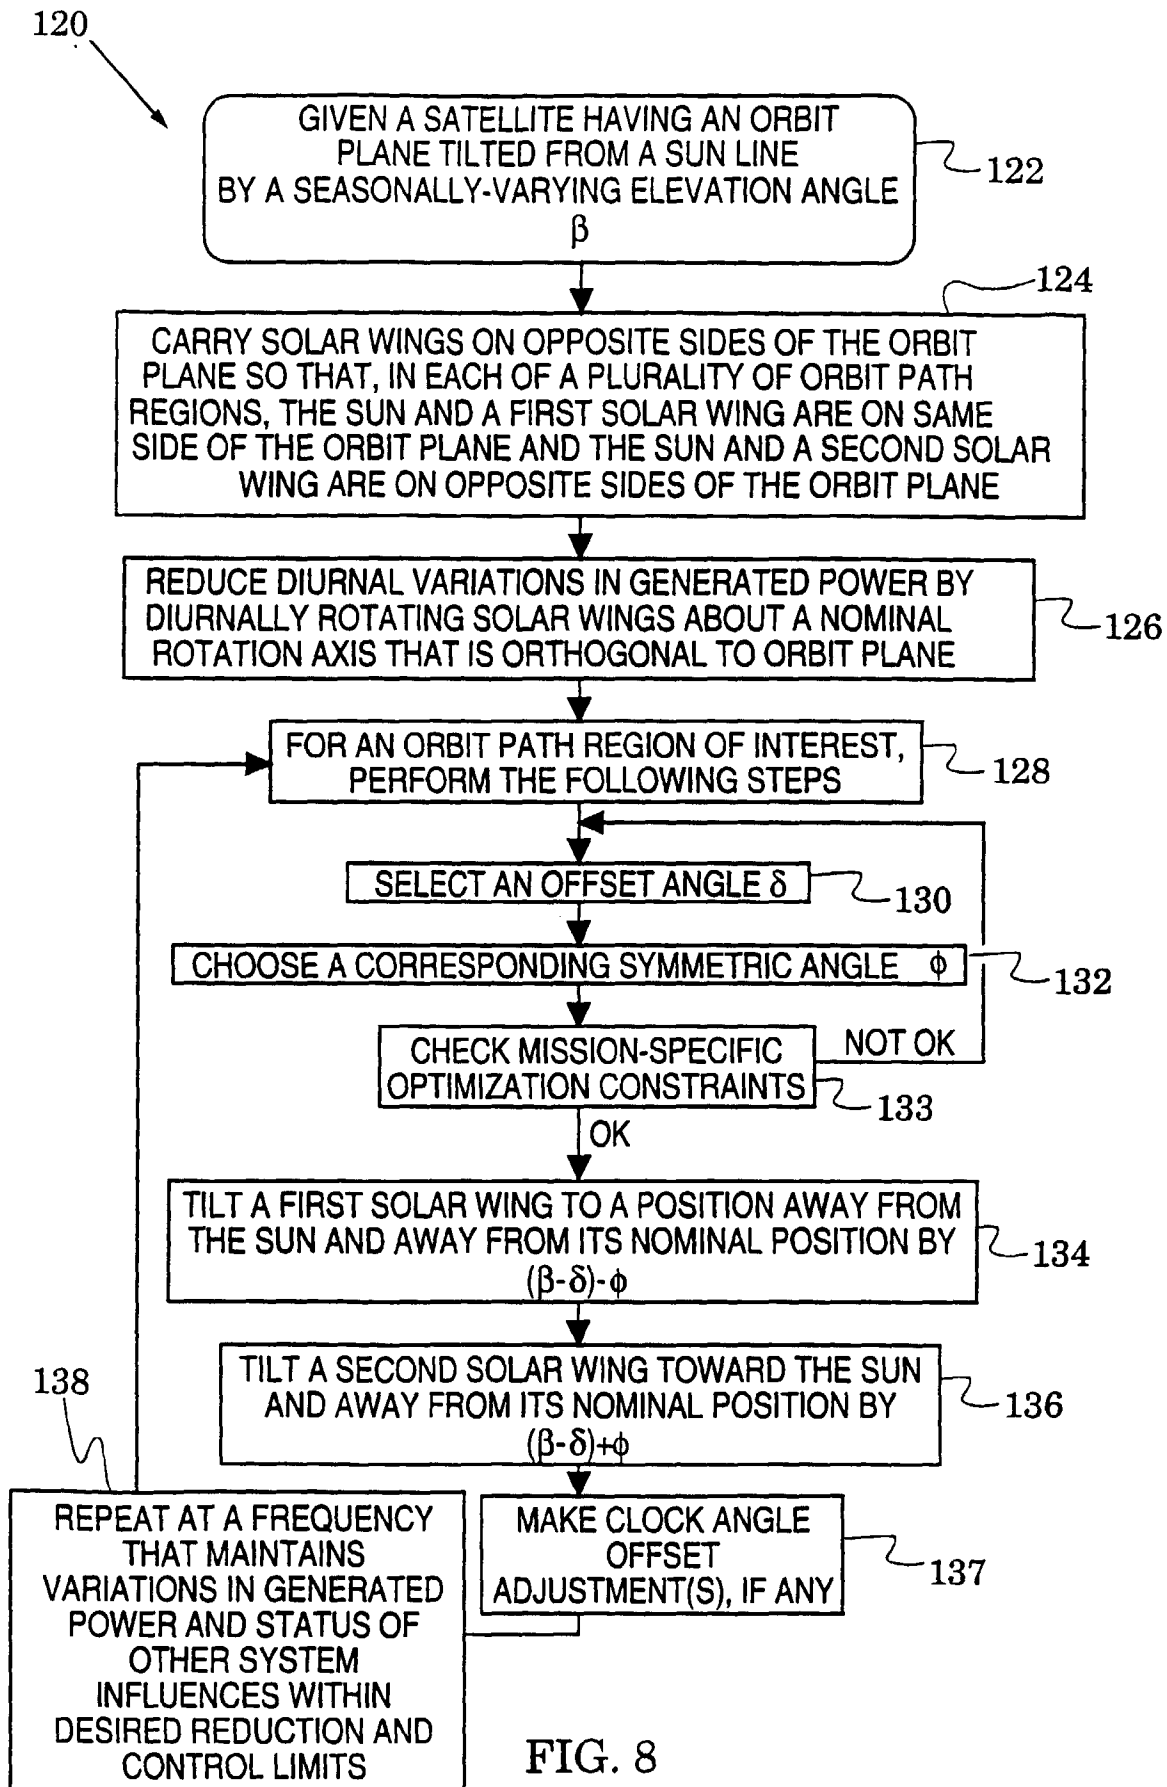 120
GIVEN A SATELLITE HAVING AN ORBIT
PLANE TILTED FROM A SUN LINE
BY A SEASONALLY-VARYING ELEVATION ANGLE
β
122
124
CARRY SOLAR WINGS ON OPPOSITE SIDES OF THE ORBIT
PLANE SO THAT, IN EACH OF A PLURALITY OF ORBIT PATH
REGIONS, THE SUN AND A FIRST SOLAR WING ARE ON SAME
SIDE OF THE ORBIT PLANE AND THE SUN AND A SECOND SOLAR
WING ARE ON OPPOSITE SIDES OF THE ORBIT PLANE
REDUCE DIURNAL VARIATIONS IN GENERATED POWER BY
DIURNALLY ROTATING SOLAR WINGS ABOUT A NOMINAL
ROTATION AXIS THAT IS ORTHOGONAL TO ORBIT PLANE
126
FOR AN ORBIT PATH REGION OF INTEREST,
PERFORM THE FOLLOWING STEPS
128
SELECT AN OFFSET ANGLE δ
130
CHOOSE A CORRESPONDING SYMMETRIC ANGLE ϕ
132
CHECK MISSION-SPECIFIC
OPTIMIZATION CONSTRAINTS
NOT OK
133
OK
TILT A FIRST SOLAR WING TO A POSITION AWAY FROM
THE SUN AND AWAY FROM ITS NOMINAL POSITION BY
(β-δ)-ϕ
134
TILT A SECOND SOLAR WING TOWARD THE SUN
AND AWAY FROM ITS NOMINAL POSITION BY
(β-δ)+ϕ
136
MAKE CLOCK ANGLE
OFFSET
ADJUSTMENT(S), IF ANY
137
138
REPEAT AT A FREQUENCY
THAT MAINTAINS
VARIATIONS IN GENERATED
POWER AND STATUS OF
OTHER SYSTEM
INFLUENCES WITHIN
DESIRED REDUCTION AND
CONTROL LIMITS
FIG. 8